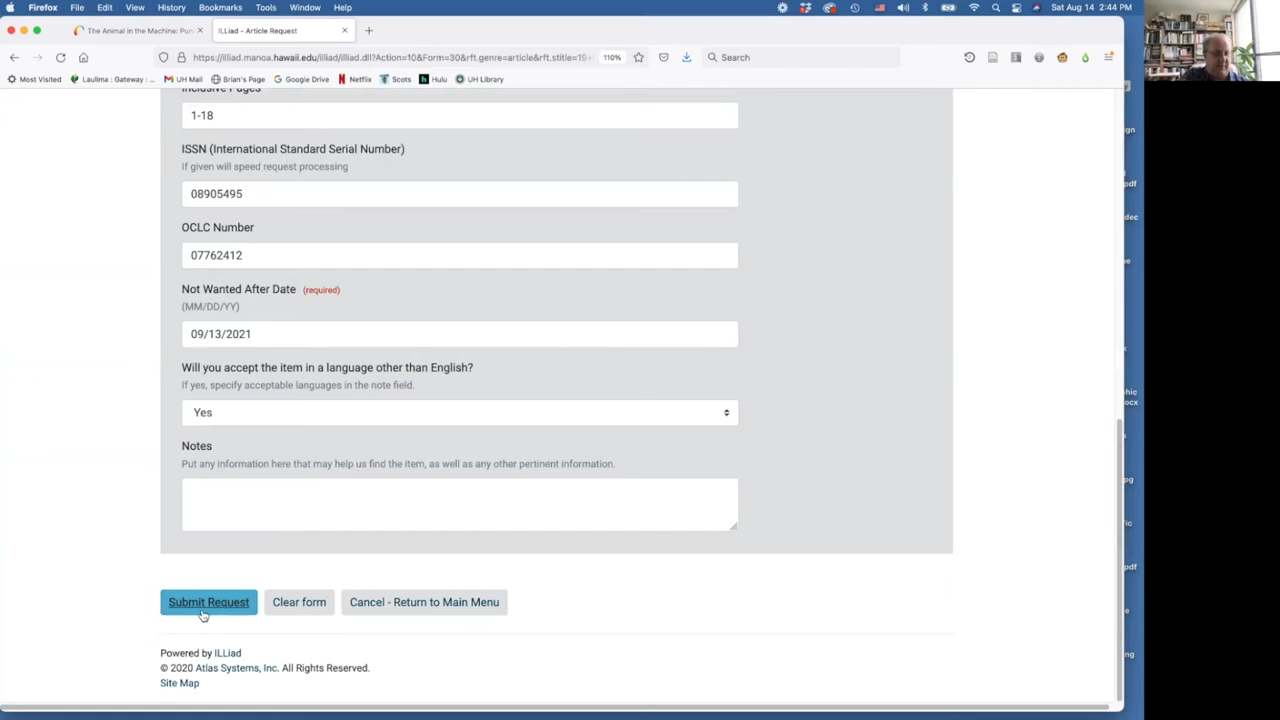 Firefox File Edit View History Bookmarks Tools Window Help Sat Aug 14 2:44 PM
The Animal in the Machine: Pun ILLiad - Article Request
https://illiad.manoa.hawaii.edu/illiad/illiad.dll?Action=10&Form=30&rft.genre=article&rft.stitle=19+ 110% Search
Most Visited Laulima : Gateway : ... UH Mail Brian's Page Google Drive Netflix Scots Hulu UH Library
Inclusive Pages
1-18
ISSN (International Standard Serial Number)
If given will speed request processing
08905495
OCLC Number
07762412
Not Wanted After Date (required)
(MM/DD/YY)
09/13/2021
Will you accept the item in a language other than English?
If yes, specify acceptable languages in the note field.
Yes
Notes
Put any information here that may help us find the item, as well as any other pertinent information.
Submit Request Clear form Cancel - Return to Main Menu
Powered by ILLiad
© 2020 Atlas Systems, Inc. All Rights Reserved.
Site Map